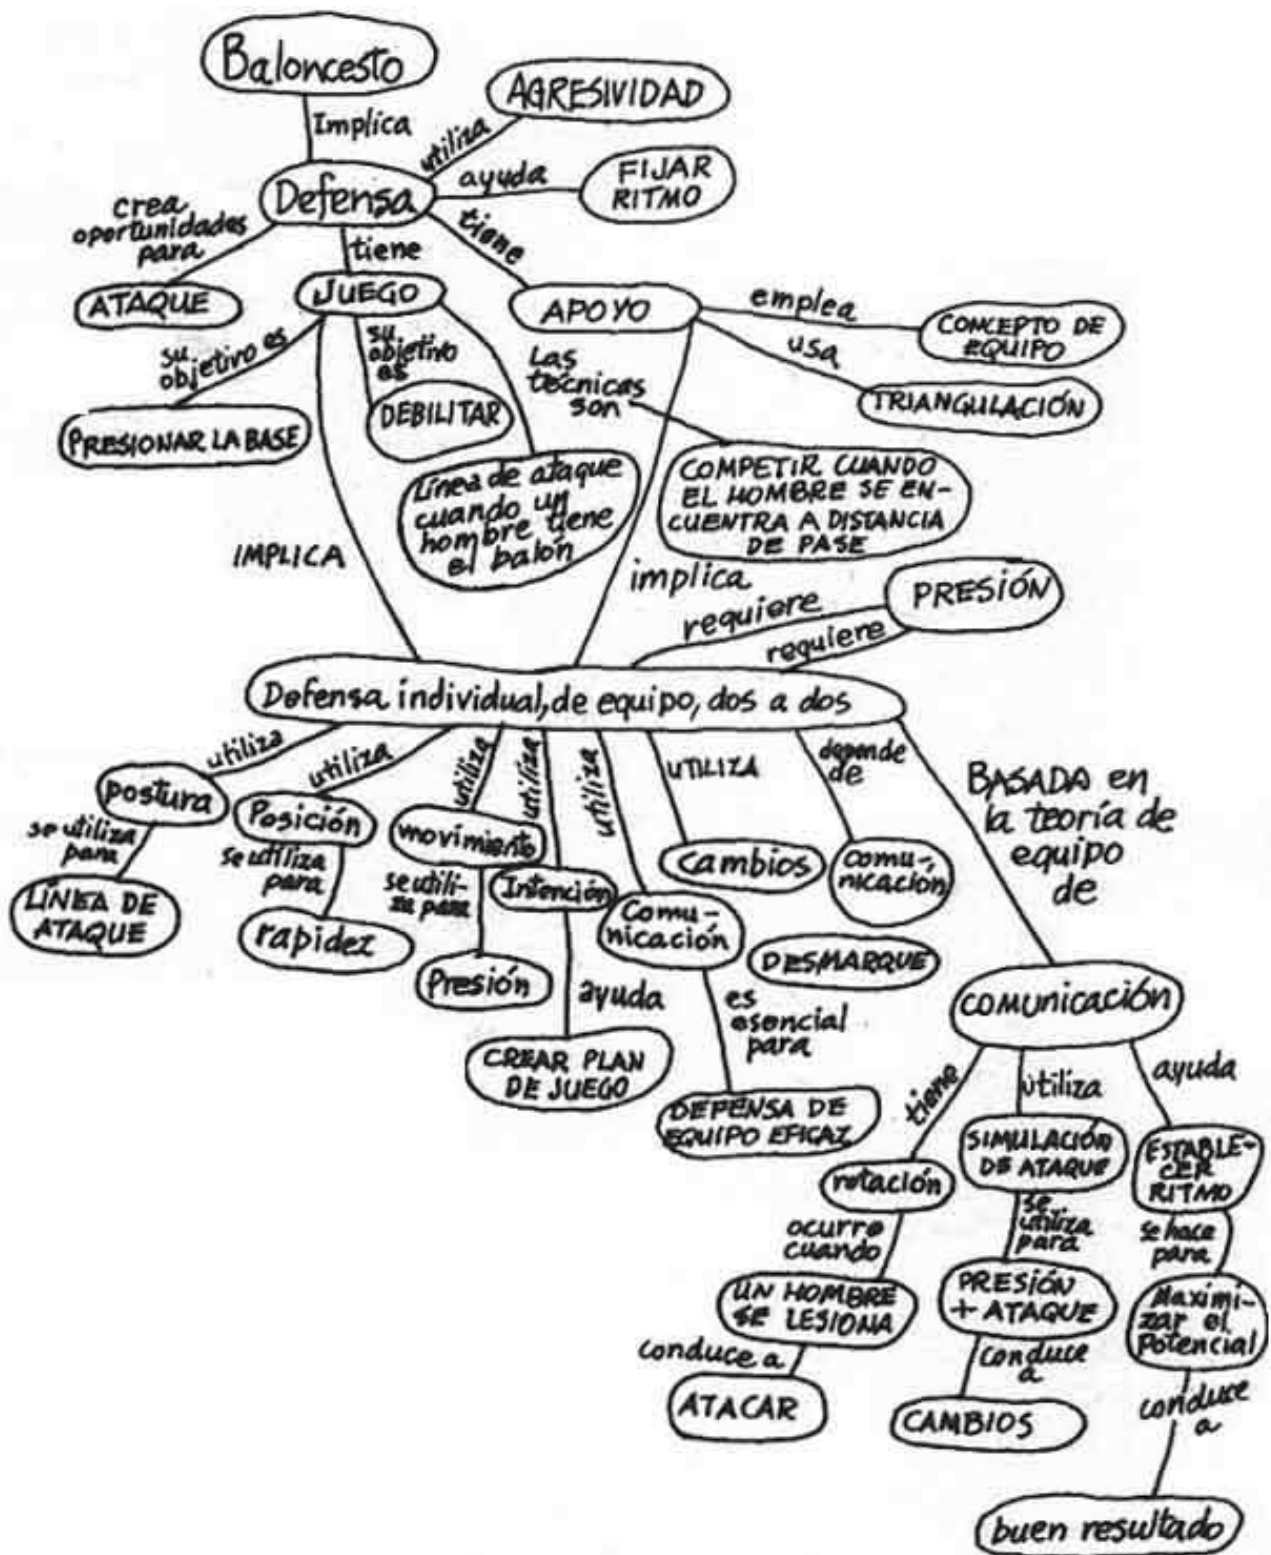 Baloncesto
Implica
AGRESIVIDAD
utiliza
ayuda
FIJAR
RITMO
Defensa
crea
oportunidades
para
tiene
tiene
ATAQUE
JUEGO
APOYO
emplea
CONCEPTO DE
EQUIPO
usa
TRIANGULACIÓN
su
objetivo es
su
objetivo
es
Las
técnicas
son
PRESIONAR LA BASE
DEBILITAR
Línea de ataque
cuando un
hombre tiene
el balón
COMPETIR CUANDO
EL HOMBRE SE EN-
CUENTRA A DISTANCIA
DE PASE
IMPLICA
implica
requiere
requiere
PRESIÓN
Defensa individual, de equipo, dos a dos
utiliza
utiliza
utiliza
utiliza
utiliza
UTILIZA
depende
de
BASADA en
la teoría de
equipo
de
postura
Posición
movimiento
Intención
Comu-
nicación
cambios
comu-
nicación
se utiliza
para
se utiliza
para
se utili-
za para
LÍNEA DE
ATAQUE
rapidez
Presión
DESMARQUE
ayuda
es
esencial
para
CREAR PLAN
DE JUEGO
DEFENSA DE
EQUIPO EFICAZ
comunicación
tiene
utiliza
ayuda
rotación
SIMULACIÓN
DE ATAQUE
ESTABLE-
CER
RITMO
ocurre
cuando
se
utiliza
para
se hace
para
UN HOMBRE
SE LESIONA
PRESIÓN
+ ATAQUE
Maximi-
zar el
Potencial
conduce a
conduce
a
conduce
a
ATACAR
CAMBIOS
buen resultado